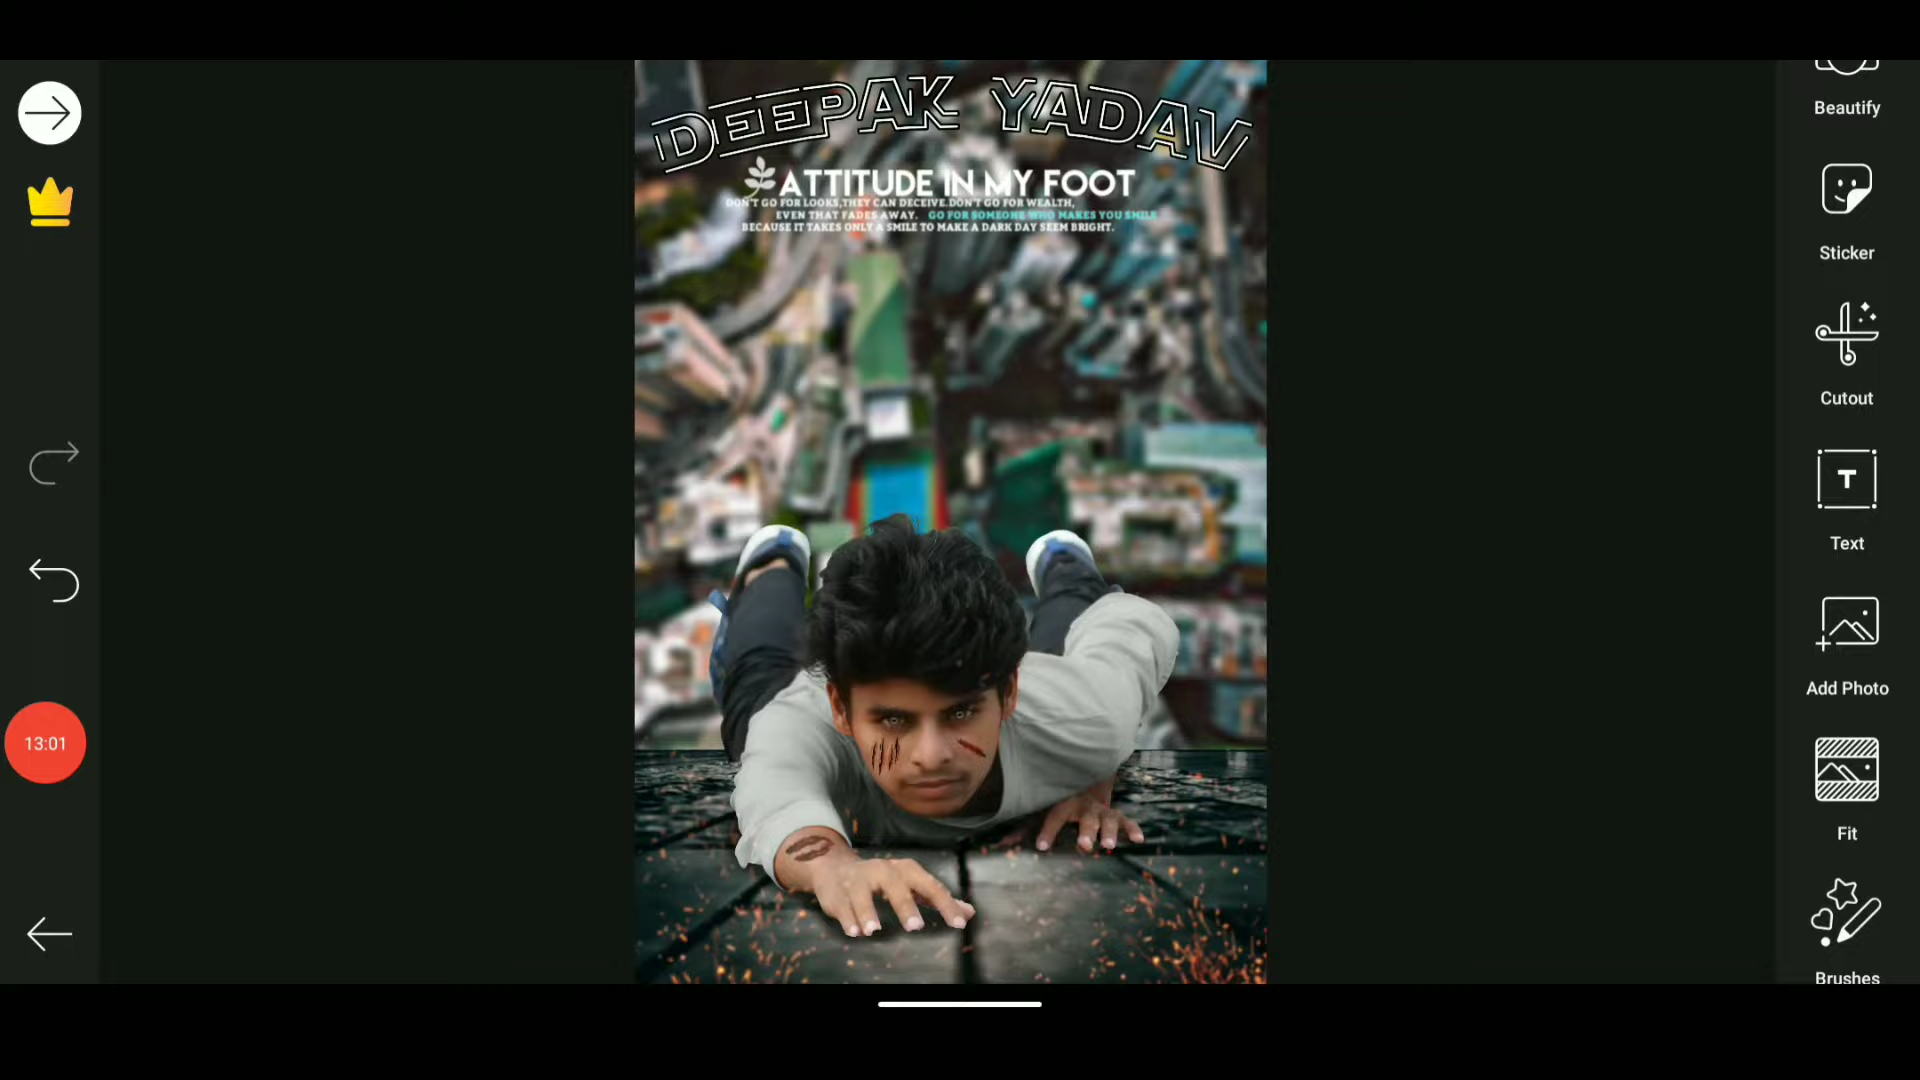 DEEPAK YADAV
ATTITUDE IN MY FOOT
DON'T GO FOR LOOKS,THEY CAN DECEIVE.DON'T GO FOR WEALTH,
EVEN THAT FADES AWAY. GO FOR SOMEONE WHO MAKES YOU SMILE
BECAUSE IT TAKES ONLY A SMILE TO MAKE A DARK DAY SEEM BRIGHT.
13:01
Beautify
Sticker
Cutout
T
Text
Add Photo
Fit
Brushes